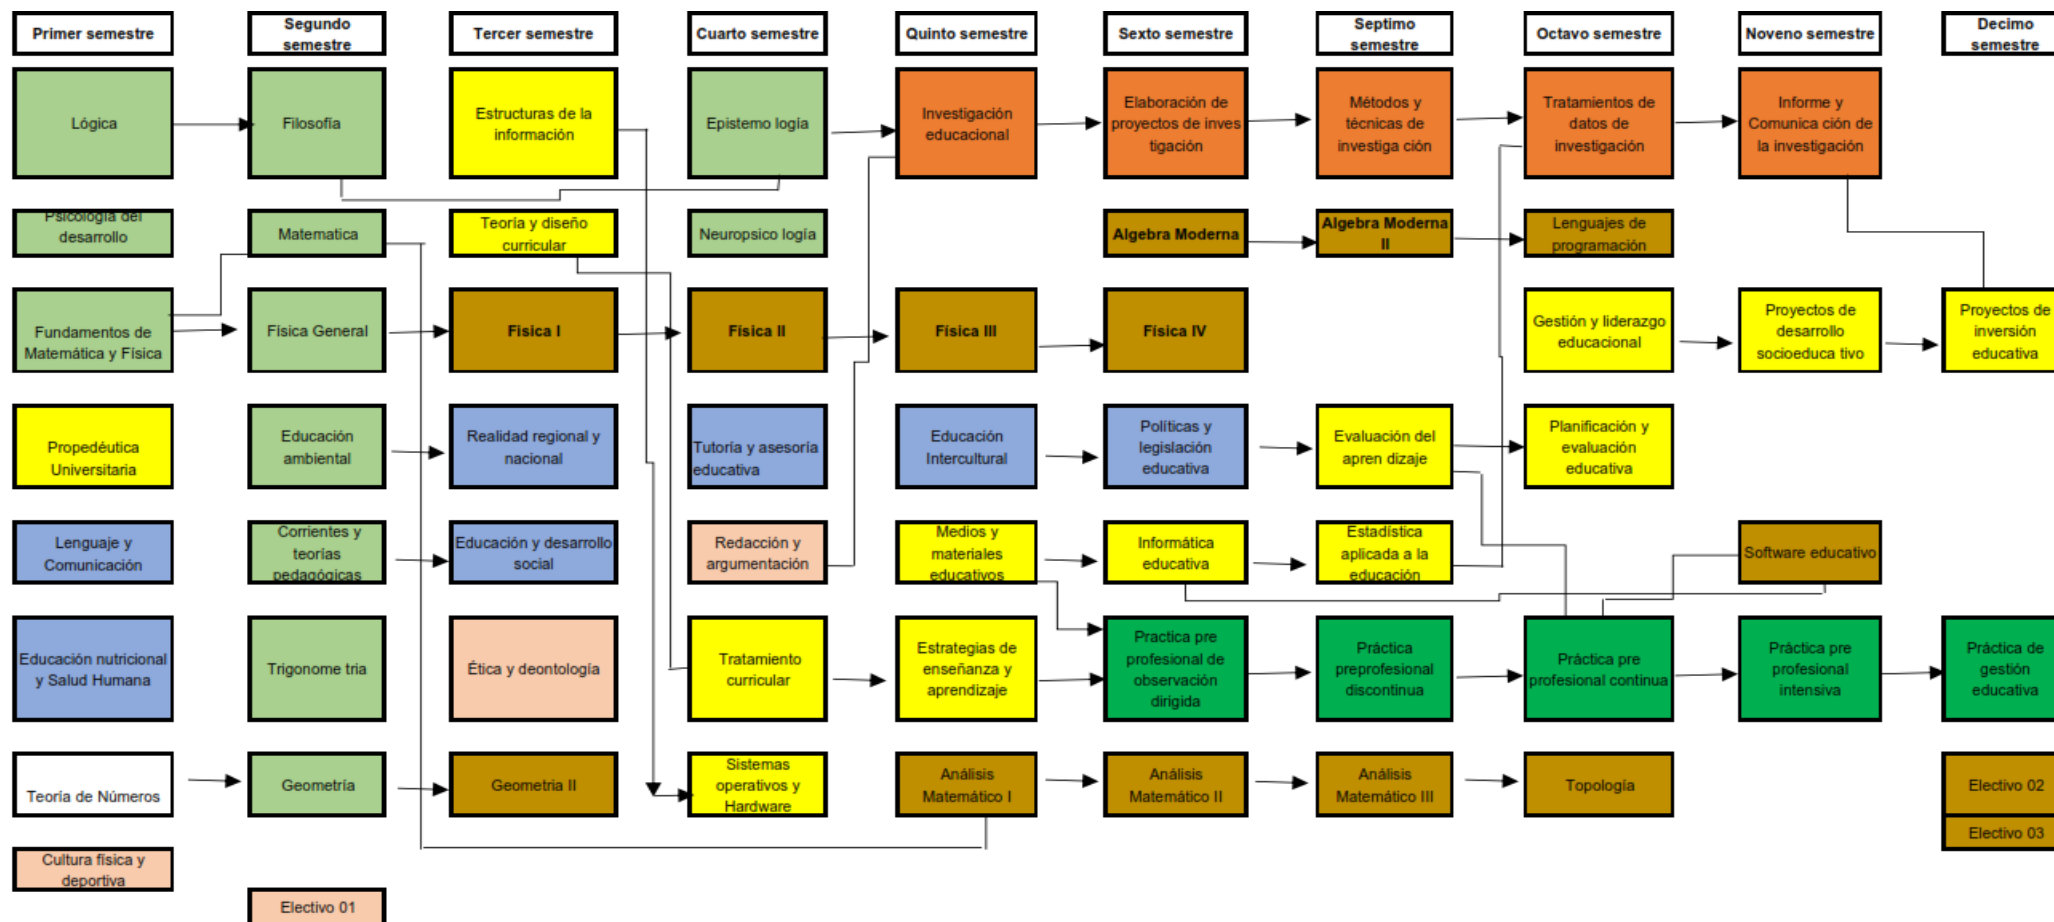 Primer semestre
Segundo
semestre
Tercer semestre
Cuarto semestre
Quinto semestre
Sexto semestre
Septimo
semestre
Octavo semestre
Noveno semestre
Decimo
semestre
Lógica
Filosofía
Estructuras de la
información
Epistemo logía
Investigación
educacional
Elaboración de
proyectos de inves
tigación
Métodos y
técnicas de
investiga ción
Tratamientos de
datos de
investigación
Informe y
Comunica ción de
la investigación
Psicología del
desarrollo
Matematica
Teoría y diseño
curricular
Neuropsico logía
Algebra Moderna
Algebra Moderna
II
Lenguajes de
programación
Fundamentos de
Matemática y Física
Física General
Fisica I
Física II
Física III
Física IV
Gestión y liderazgo
educacional
Proyectos de
desarrollo
socioeduca tivo
Proyectos de
inversión
educativa
Propedéutica
Universitaria
Educación
ambiental
Realidad regional y
nacional
Tutoría y asesoría
educativa
Educación
Intercultural
Políticas y
legislación
educativa
Evaluación del
apren dizaje
Planificación y
evaluación
educativa
Lenguaje y
Comunicación
Corrientes y
teorías
pedagógicas
Educación y desarrollo
social
Redacción y
argumentación
Medios y
materiales
educativos
Informática
educativa
Estadística
aplicada a la
educación
Software educativo
Educación nutricional
y Salud Humana
Trigonome tria
Ética y deontología
Tratamiento
curricular
Estrategias de
enseñanza y
aprendizaje
Practica pre
profesional de
observación
dirigida
Práctica
preprofesional
discontinua
Práctica pre
profesional continua
Práctica pre
profesional
intensiva
Práctica de
gestión
educativa
Teoría de Números
Geometría
Geometria II
Sistemas
operativos y
Hardware
Análisis
Matemático I
Análisis
Matemático II
Análisis
Matemático III
Topología
Electivo 02
Electivo 03
Cultura física y
deportiva
Electivo 01